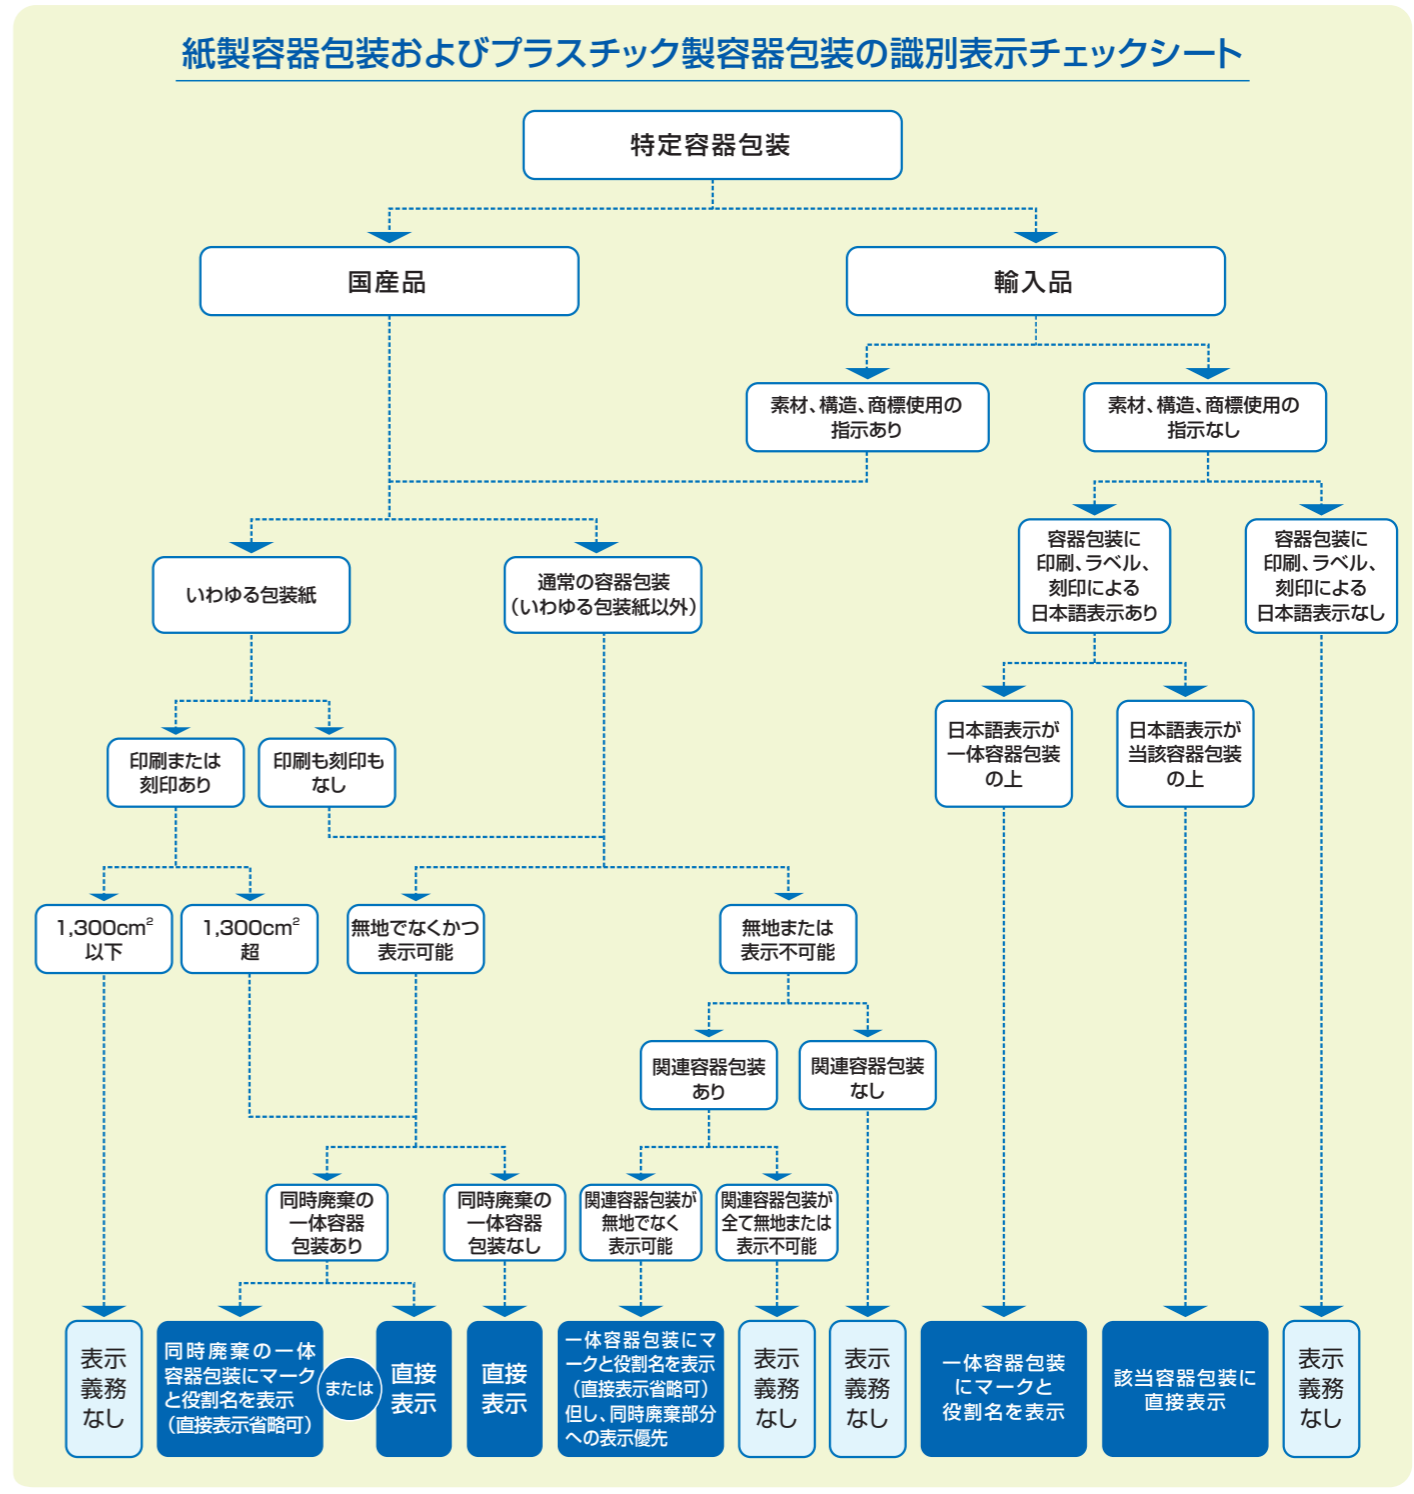 紙製容器包装およびプラスチック製容器包装の識別表示チェックシート
特定容器包装
国産品
輸入品
素材、構造、商標使用の
指示あり
素材、構造、商標使用の
指示なし
いわゆる包装紙
通常の容器包装
（いわゆる包装紙以外）
容器包装に
印刷、ラベル、
刻印による
日本語表示あり
容器包装に
印刷、ラベル、
刻印による
日本語表示なし
印刷または
刻印あり
印刷も刻印も
なし
日本語表示が
一体容器包装
の上
日本語表示が
当該容器包装
の上
1,300cm²
以下
1,300cm²
超
無地でなくかつ
表示可能
無地または
表示不可能
関連容器包装
あり
関連容器包装
なし
同時廃棄の
一体容器
包装あり
同時廃棄の
一体容器
包装なし
関連容器包装が
無地でなく
表示可能
関連容器包装が
全て無地または
表示不可能
表示
義務
なし
同時廃棄の一体
容器包装にマーク
と役割名を表示
（直接表示省略可）
または
直接
表示
直接
表示
一体容器包装にマ
ークと役割名を表示
（直接表示省略可）
但し、同時廃棄部分
への表示優先
表示
義務
なし
表示
義務
なし
一体容器包装
にマークと
役割名を表示
該当容器包装に
直接表示
表示
義務
なし